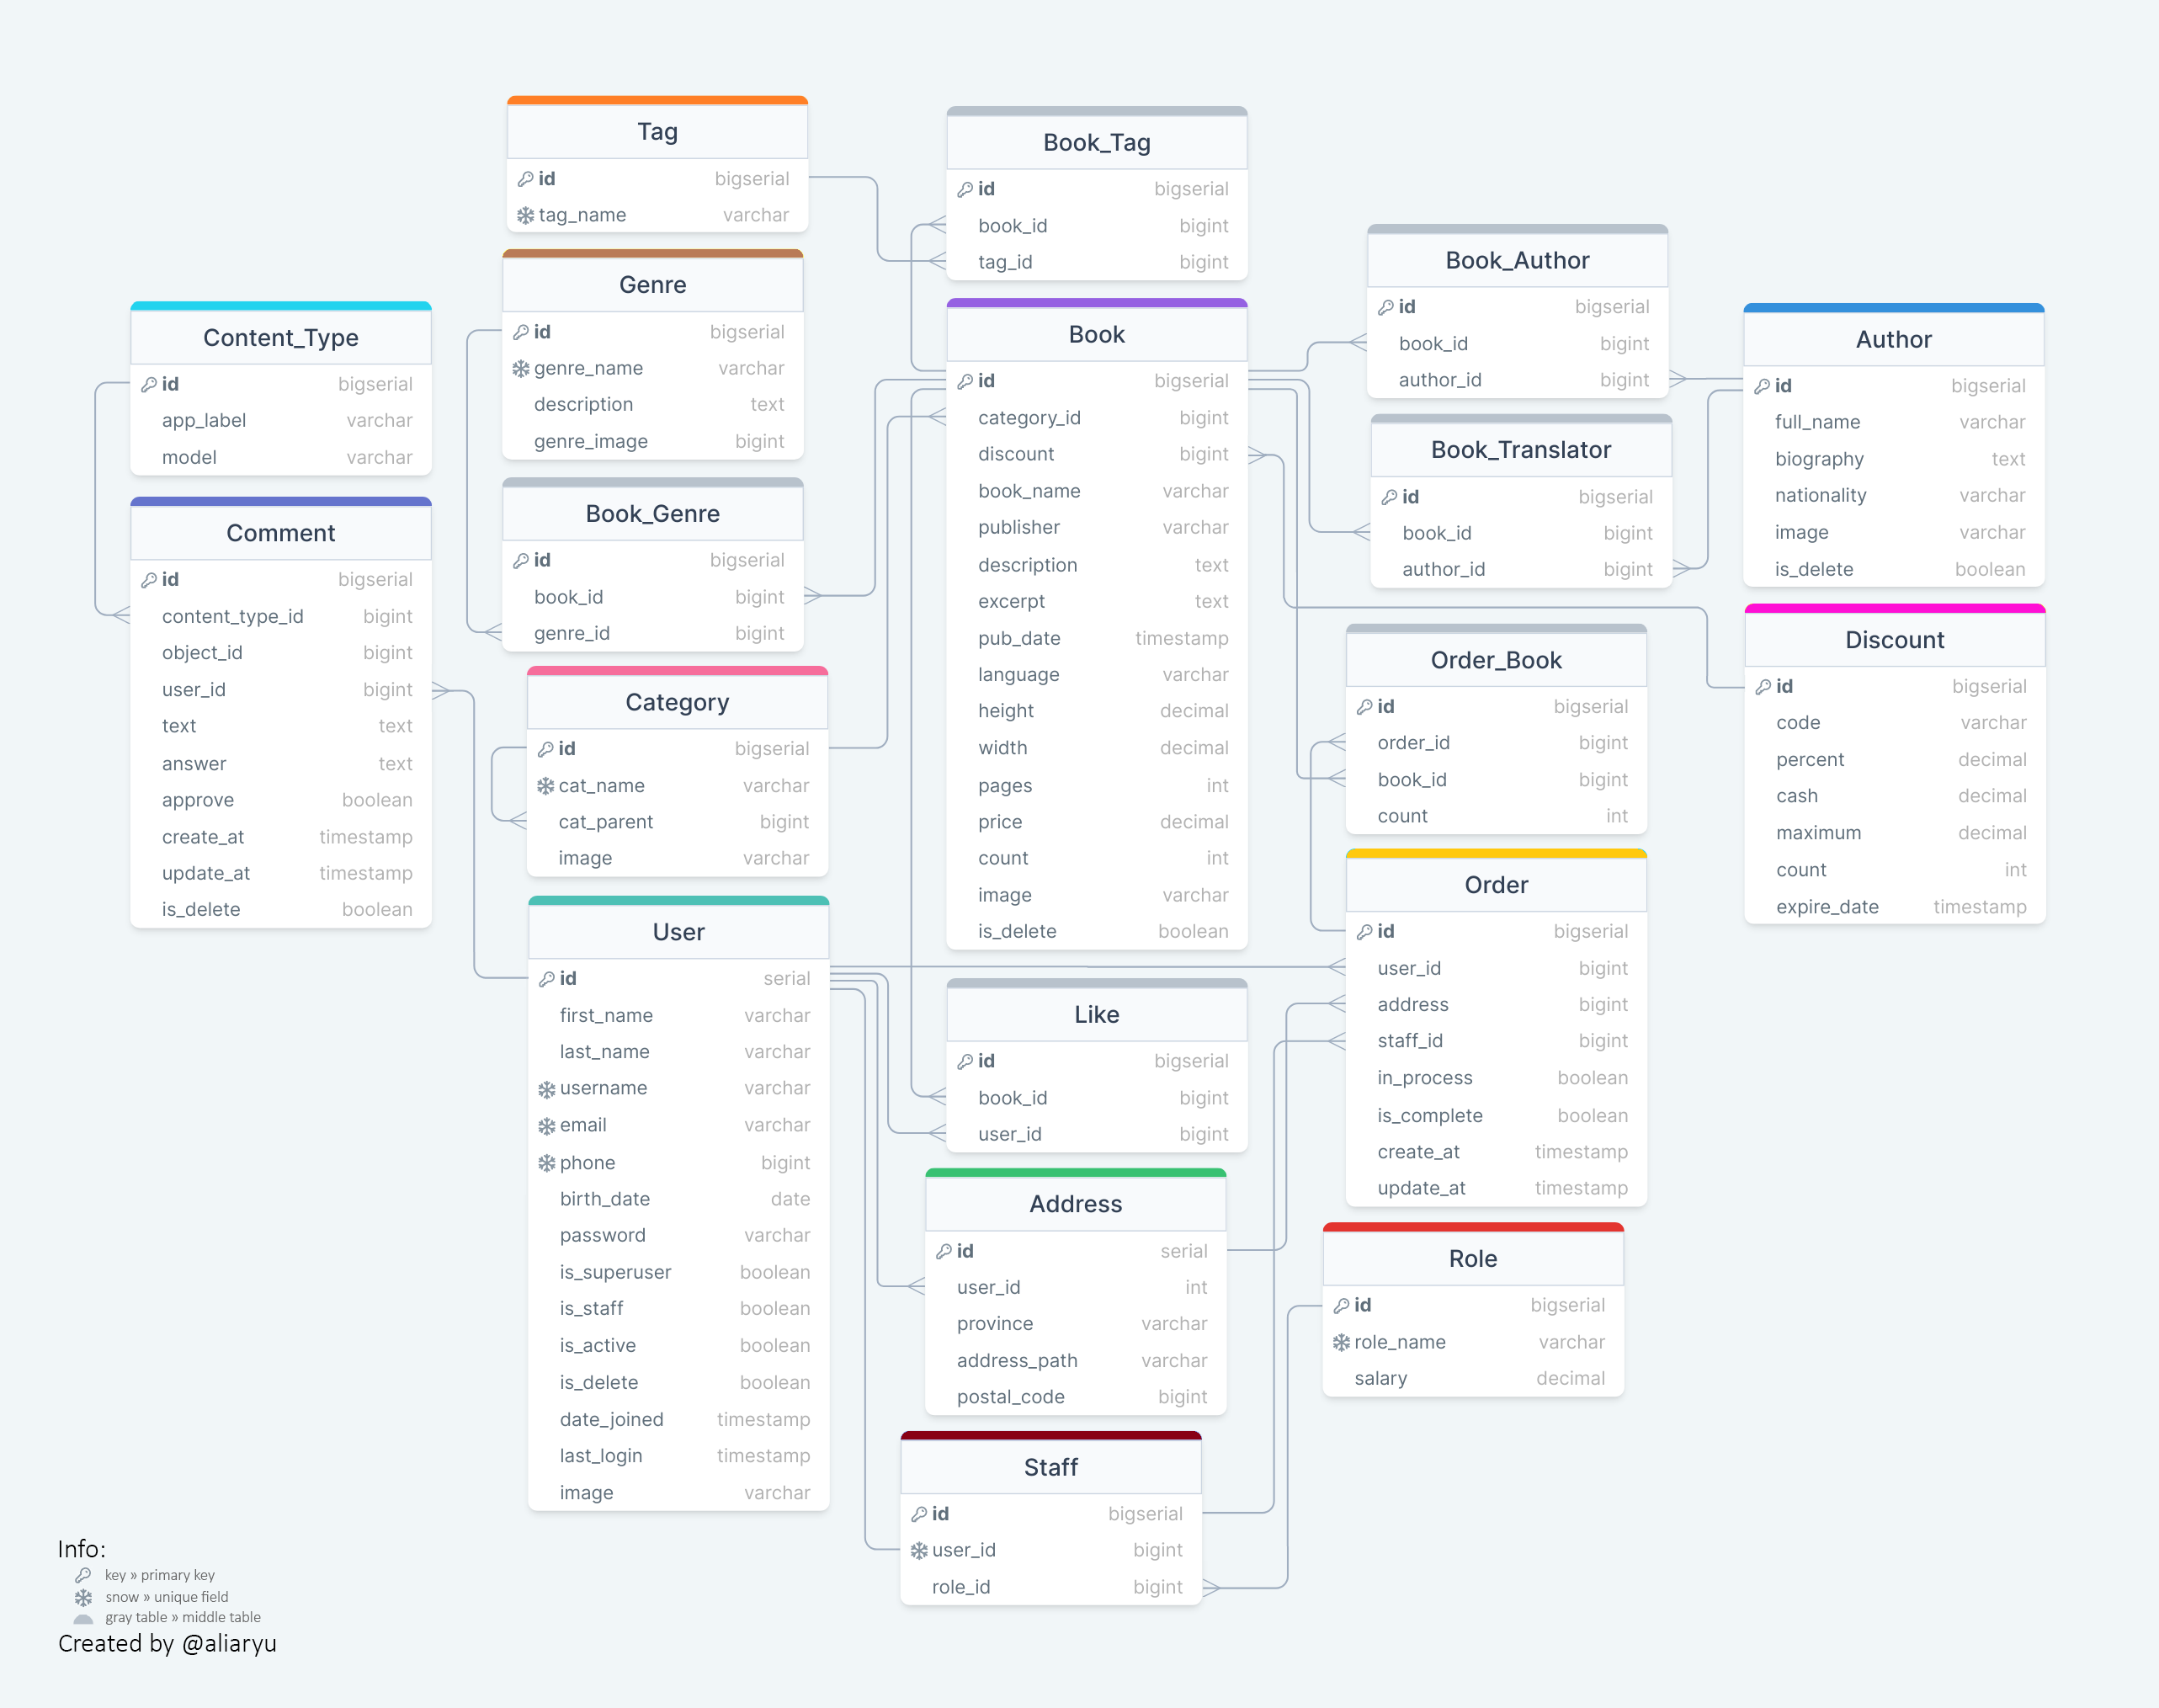 Tag
id bigserial
tag_name varchar
Book_Tag
id bigserial
book_id bigint
tag_id bigint
Genre
id bigserial
genre_name varchar
description text
genre_image bigint
Book_Author
id bigserial
book_id bigint
author_id bigint
Content_Type
id bigserial
app_label varchar
model varchar
Book
id bigserial
category_id bigint
discount bigint
book_name varchar
publisher varchar
description text
excerpt text
pub_date timestamp
language varchar
height decimal
width decimal
pages int
price decimal
count int
image varchar
is_delete boolean
Author
id bigserial
full_name varchar
biography text
nationality varchar
image varchar
is_delete boolean
Book_Translator
id bigserial
book_id bigint
author_id bigint
Comment
id bigserial
content_type_id bigint
object_id bigint
user_id bigint
text text
answer text
approve boolean
create_at timestamp
update_at timestamp
is_delete boolean
Book_Genre
id bigserial
book_id bigint
genre_id bigint
Category
id bigserial
cat_name varchar
cat_parent bigint
image varchar
Order_Book
id bigserial
order_id bigint
book_id bigint
count int
Discount
id bigserial
code varchar
percent decimal
cash decimal
maximum decimal
count int
expire_date timestamp
User
id serial
first_name varchar
last_name varchar
username varchar
email varchar
phone bigint
birth_date date
password varchar
is_superuser boolean
is_staff boolean
is_active boolean
is_delete boolean
date_joined timestamp
last_login timestamp
image varchar
Order
id bigserial
user_id bigint
address bigint
staff_id bigint
in_process boolean
is_complete boolean
create_at timestamp
update_at timestamp
Like
id bigserial
book_id bigint
user_id bigint
Address
id serial
user_id int
province varchar
address_path varchar
postal_code bigint
Role
id bigserial
role_name varchar
salary decimal
Staff
id bigserial
user_id bigint
role_id bigint
Info:
key » primary key
snow » unique field
gray table » middle table
Created by @aliaryu